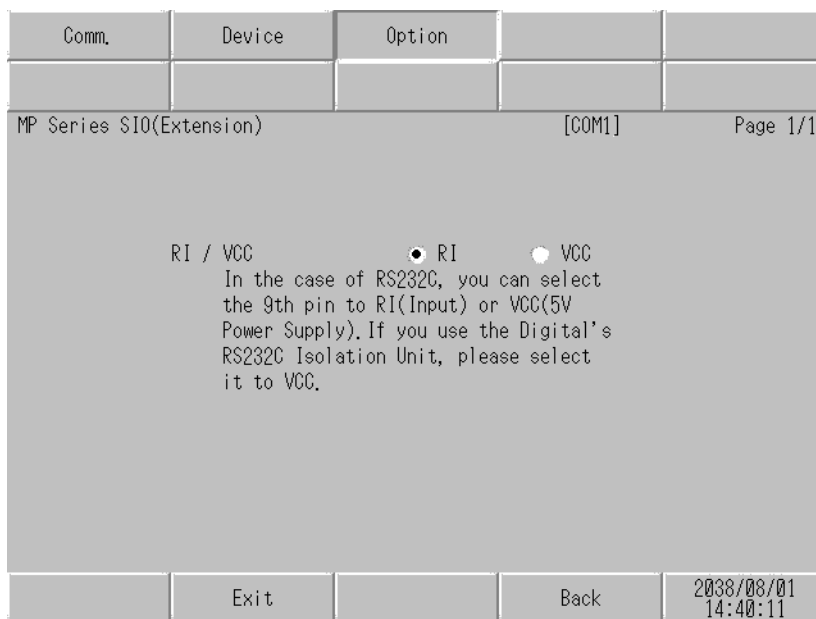 Comm. Device Option
MP Series SIO(Extension) [COM1] Page 1/1
RI / VCC RI VCC
In the case of RS232C, you can select
the 9th pin to RI(Input) or VCC(5V
Power Supply).If you use the Digital's
RS232C Isolation Unit, please select
it to VCC.
Exit Back 2038/08/01
14:40:11